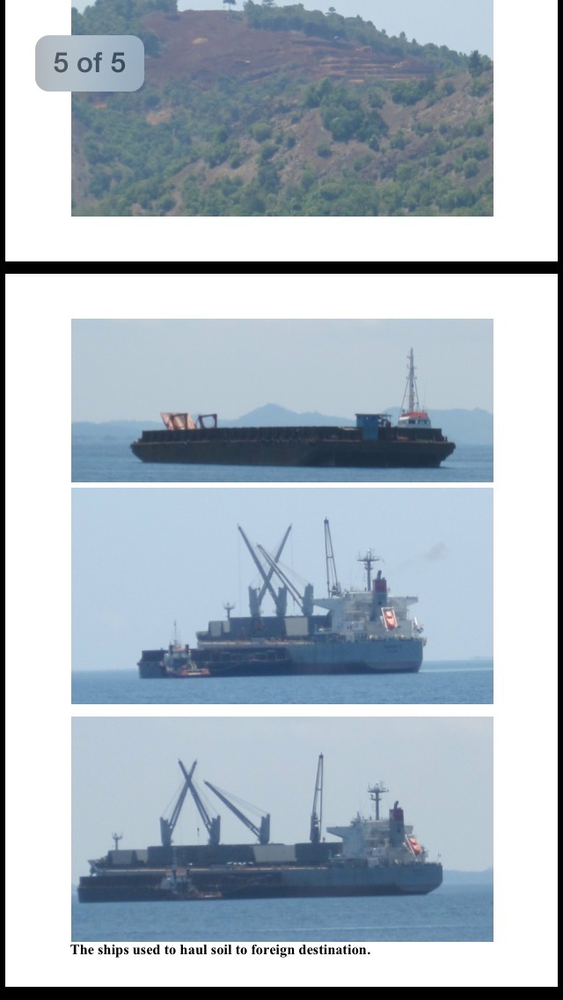 5 of 5
The ships used to haul soil to foreign destination.